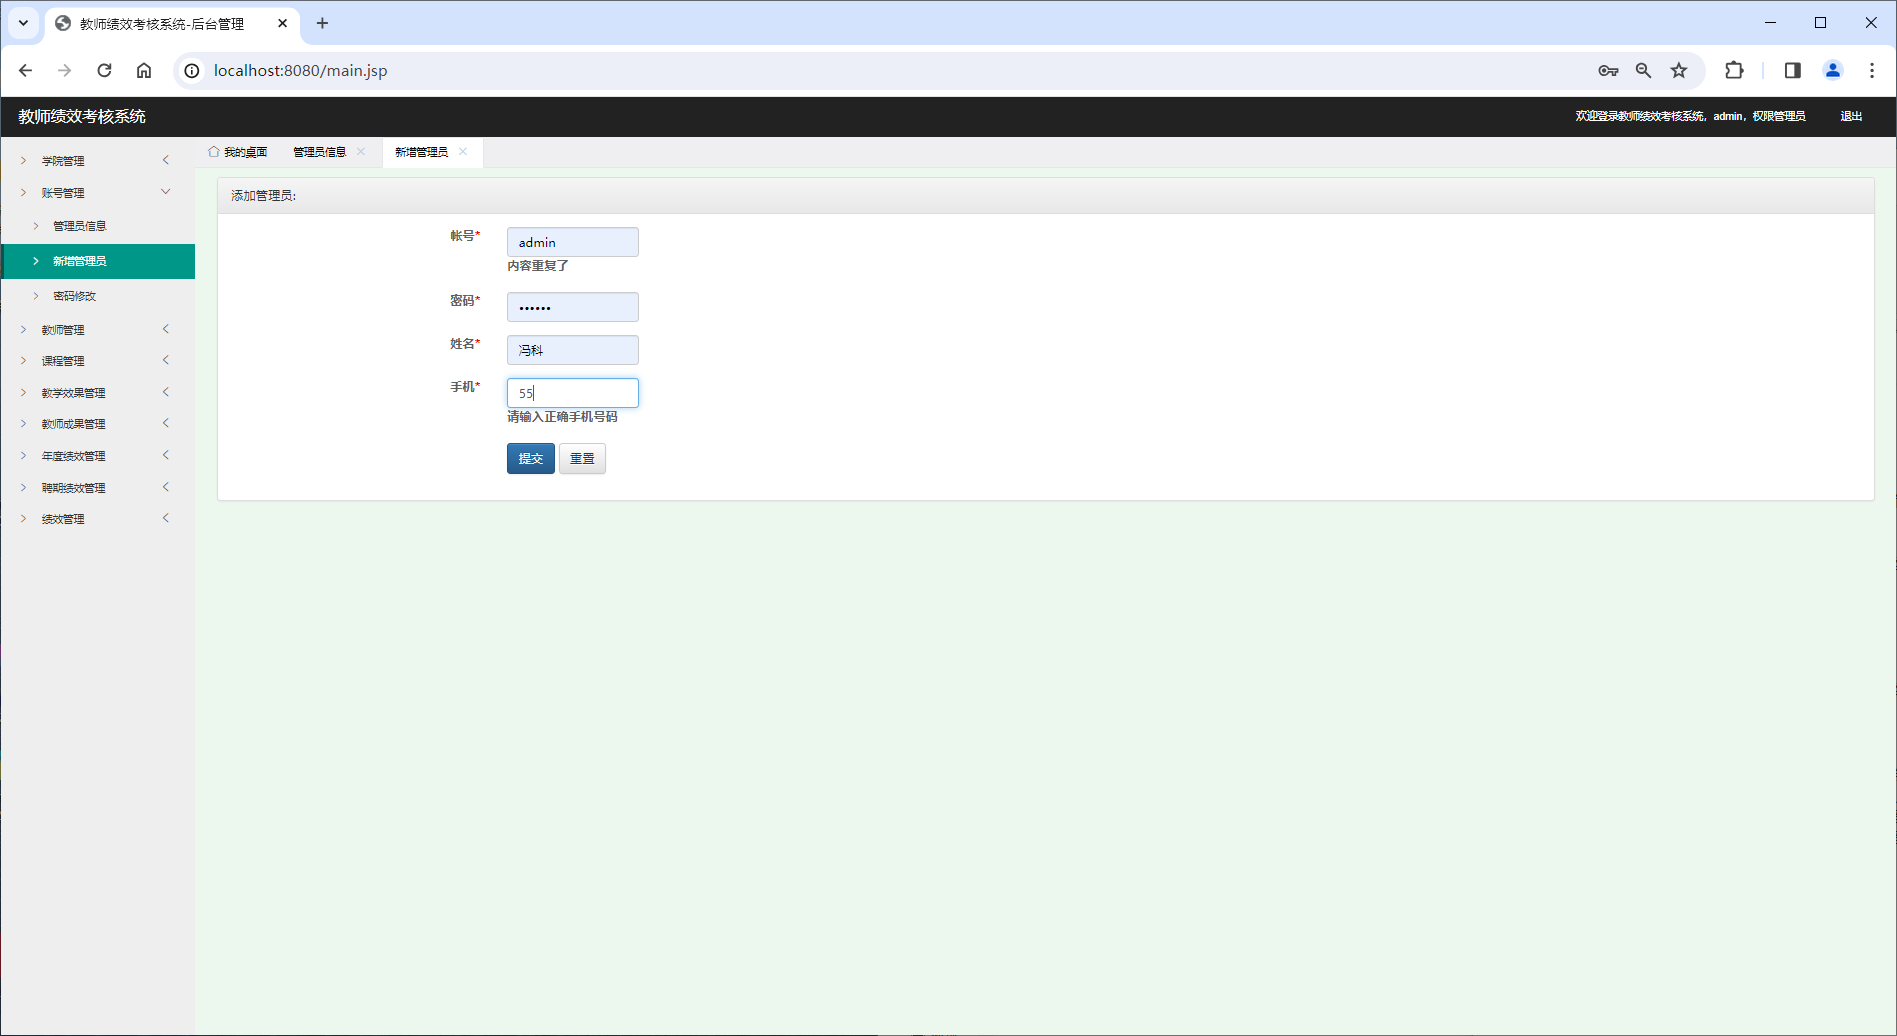 教师绩效考核系统-后台管理
localhost:8080/main.jsp
教师绩效考核系统
欢迎登录教师绩效考核系统，admin，权限管理员
退出
学院管理
账号管理
管理员信息
新增管理员
密码修改
教师管理
课程管理
教学效果管理
教师成果管理
年度绩效管理
聘期绩效管理
绩效管理
我的桌面
管理员信息
新增管理员
添加管理员:
帐号* admin
内容重复了
密码* ••••••
姓名* 冯科
手机* 55
请输入正确手机号码
提交 重置